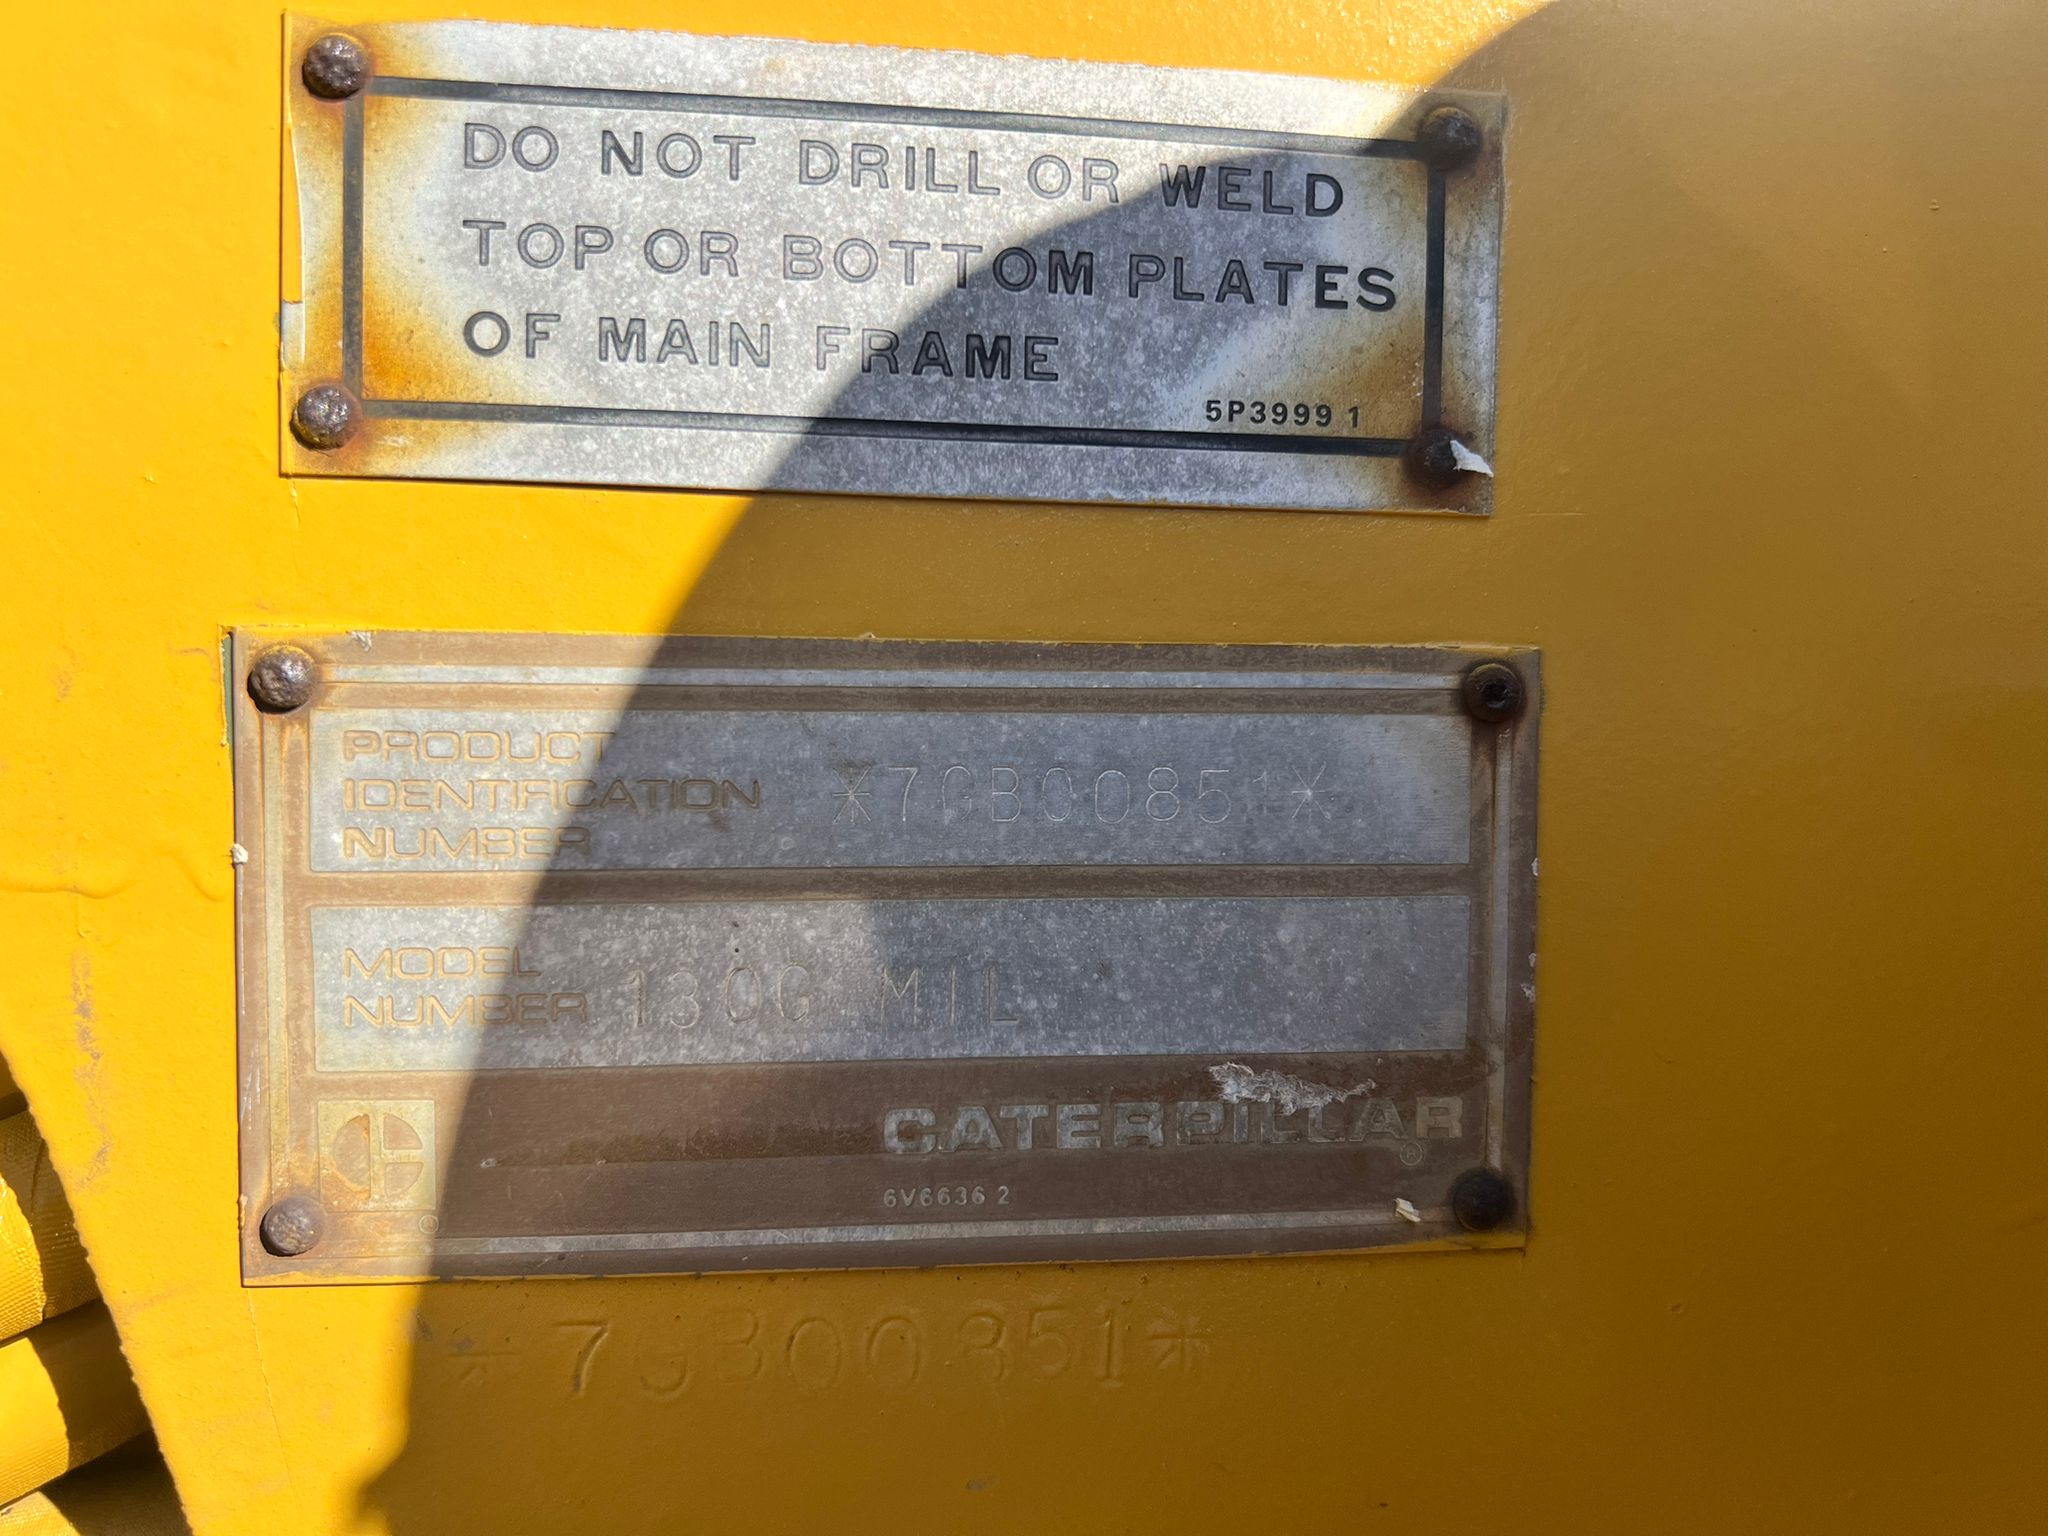 DO NOT DRILL OR WELD
TOP OR BOTTOM PLATES
OF MAIN FRAME
5P3999 1
PRODUCT
IDENTIFICATION
NUMBER
*7GB00851*
MODEL
NUMBER
130G MIL
CATERPILLAR®
6V6636 2
*7GB00851*